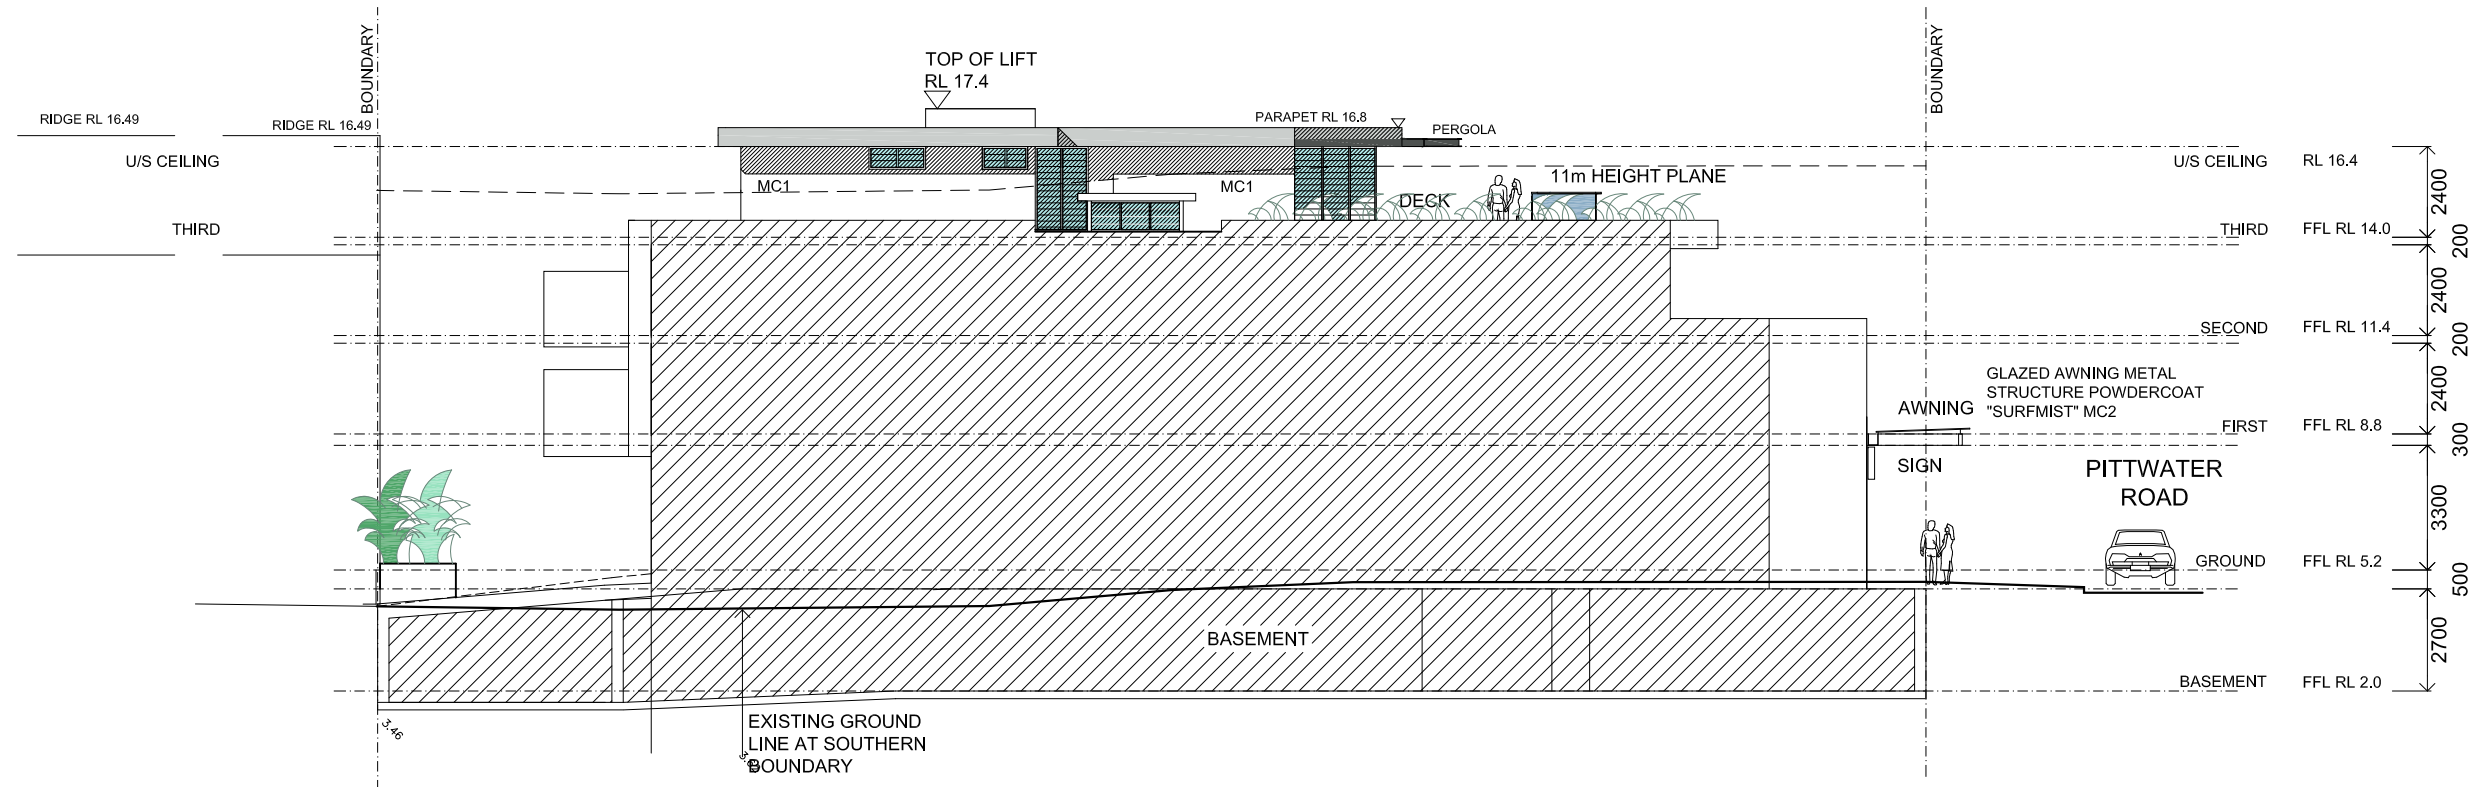 BOUNDARY
BOUNDARY
TOP OF LIFT
RL 17.4
RIDGE RL 16.49
RIDGE RL 16.49
PARAPET RL 16.8
PERGOLA
U/S CEILING
U/S CEILING RL 16.4
11m HEIGHT PLANE
MC1
MC1
DECK
2400
THIRD
THIRD FFL RL 14.0
200
2400
SECOND FFL RL 11.4
200
GLAZED AWNING METAL
STRUCTURE POWDERCOAT
"SURFMIST" MC2
2400
AWNING
FIRST FFL RL 8.8
300
SIGN
PITTWATER
ROAD
3300
GROUND FFL RL 5.2
500
BASEMENT
2700
BASEMENT FFL RL 2.0
3.46
EXISTING GROUND
LINE AT SOUTHERN
BOUNDARY